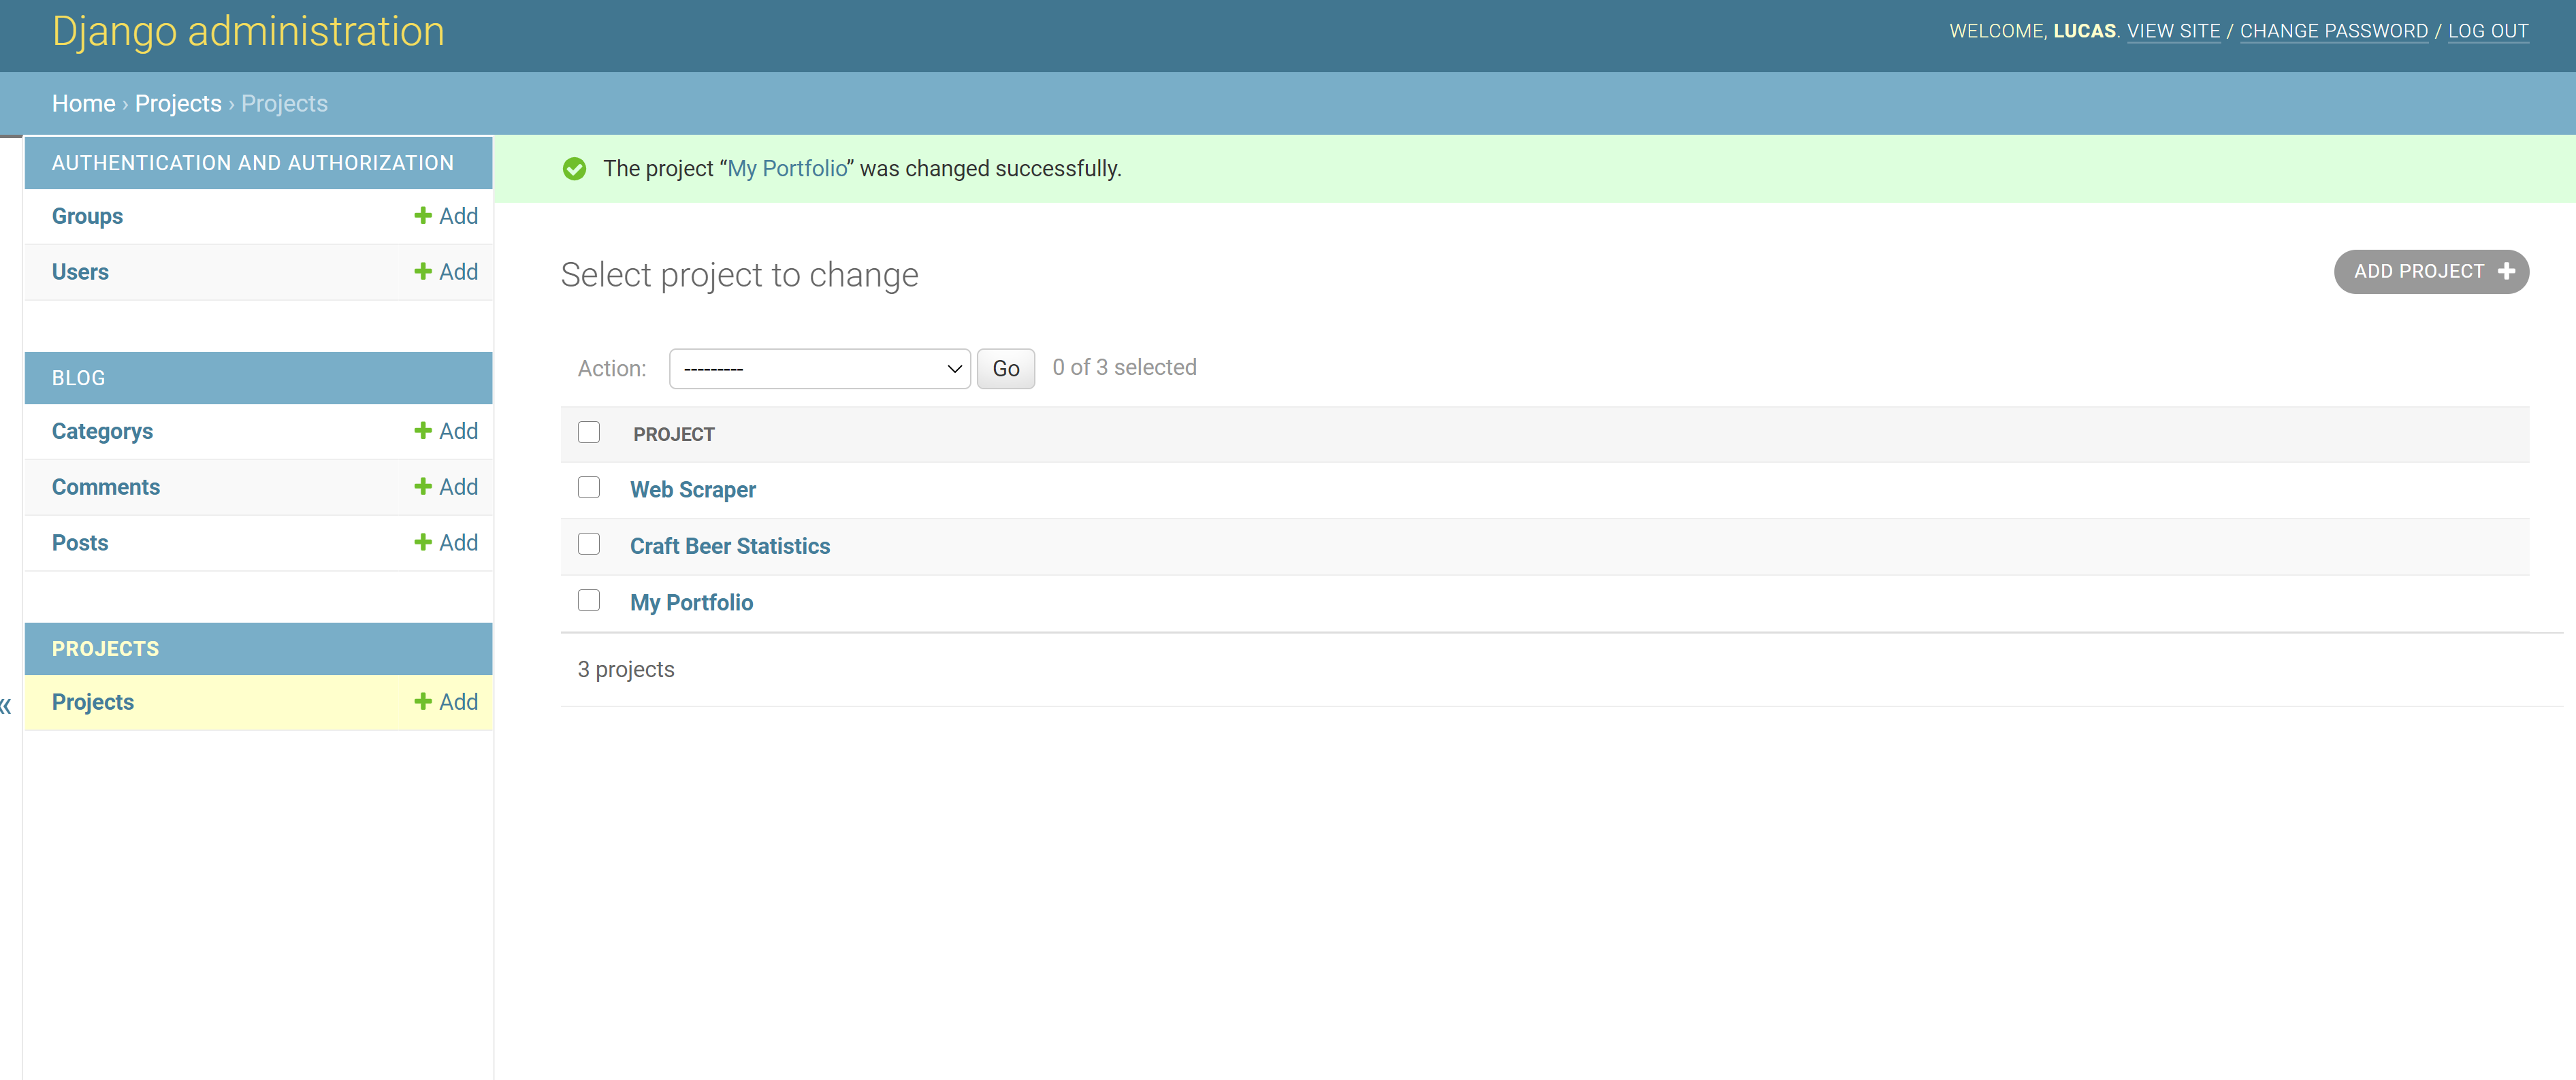 Django administration
WELCOME, LUCAS. VIEW SITE / CHANGE PASSWORD / LOG OUT
Home › Projects › Projects
AUTHENTICATION AND AUTHORIZATION
Groups + Add
Users + Add
BLOG
Categorys + Add
Comments + Add
Posts + Add
PROJECTS
Projects + Add
«
The project “My Portfolio” was changed successfully.
Select project to change
ADD PROJECT +
Action: --------- Go 0 of 3 selected
PROJECT
Web Scraper
Craft Beer Statistics
My Portfolio
3 projects